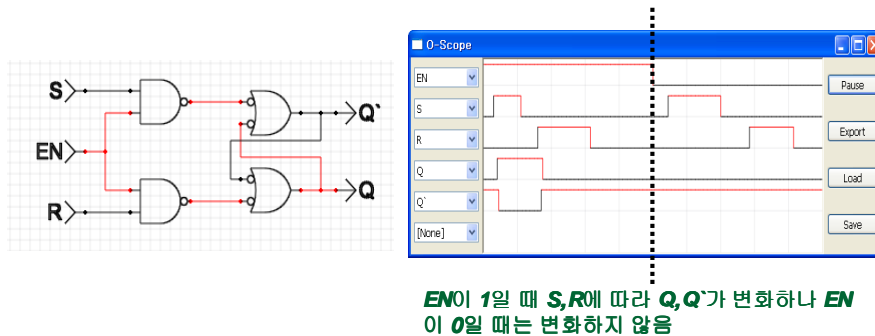 S
EN
R
Q`
Q
O-Scope
EN
S
R
Q
Q`
[None]
Pause
Export
Load
Save
EN이 1일 때 S,R에 따라 Q,Q`가 변화하나 EN
이 0일 때는 변화하지 않음